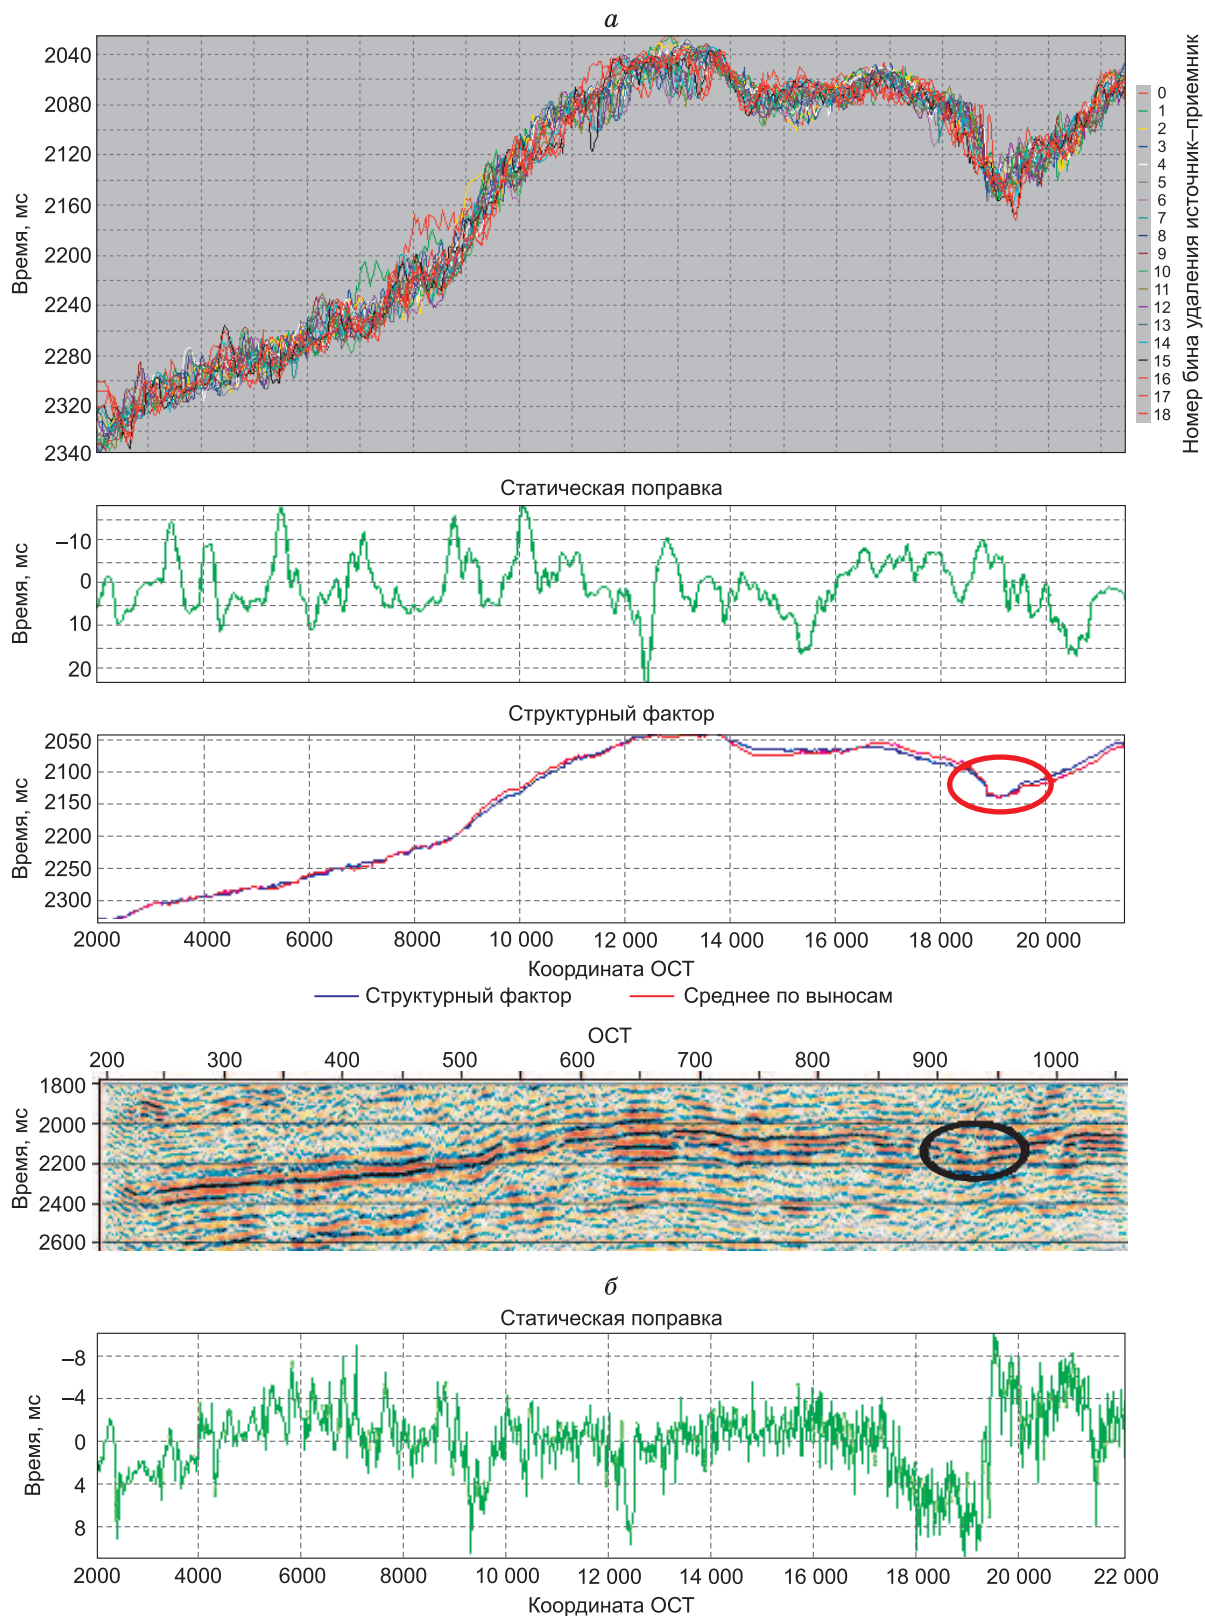 а
Время, мс
2040
2080
2120
2160
2200
2240
2280
2320
2340
Номер бина удаления источник–приемник
0
1
2
3
4
5
6
7
8
9
10
11
12
13
14
15
16
17
18
Статическая поправка
Время, мс
–10
0
10
20
Структурный фактор
Время, мс
2050
2100
2150
2200
2250
2300
2000 4000 6000 8000 10 000 12 000 14 000 16 000 18 000 20 000
Координата ОСТ
Структурный фактор Среднее по выносам
ОСТ
200 300 400 500 600 700 800 900 1000
Время, мс
1800
2000
2200
2400
2600
б
Статическая поправка
Время, мс
–8
–4
0
4
8
2000 4000 6000 8000 10 000 12 000 14 000 16 000 18 000 20 000 22 000
Координата ОСТ